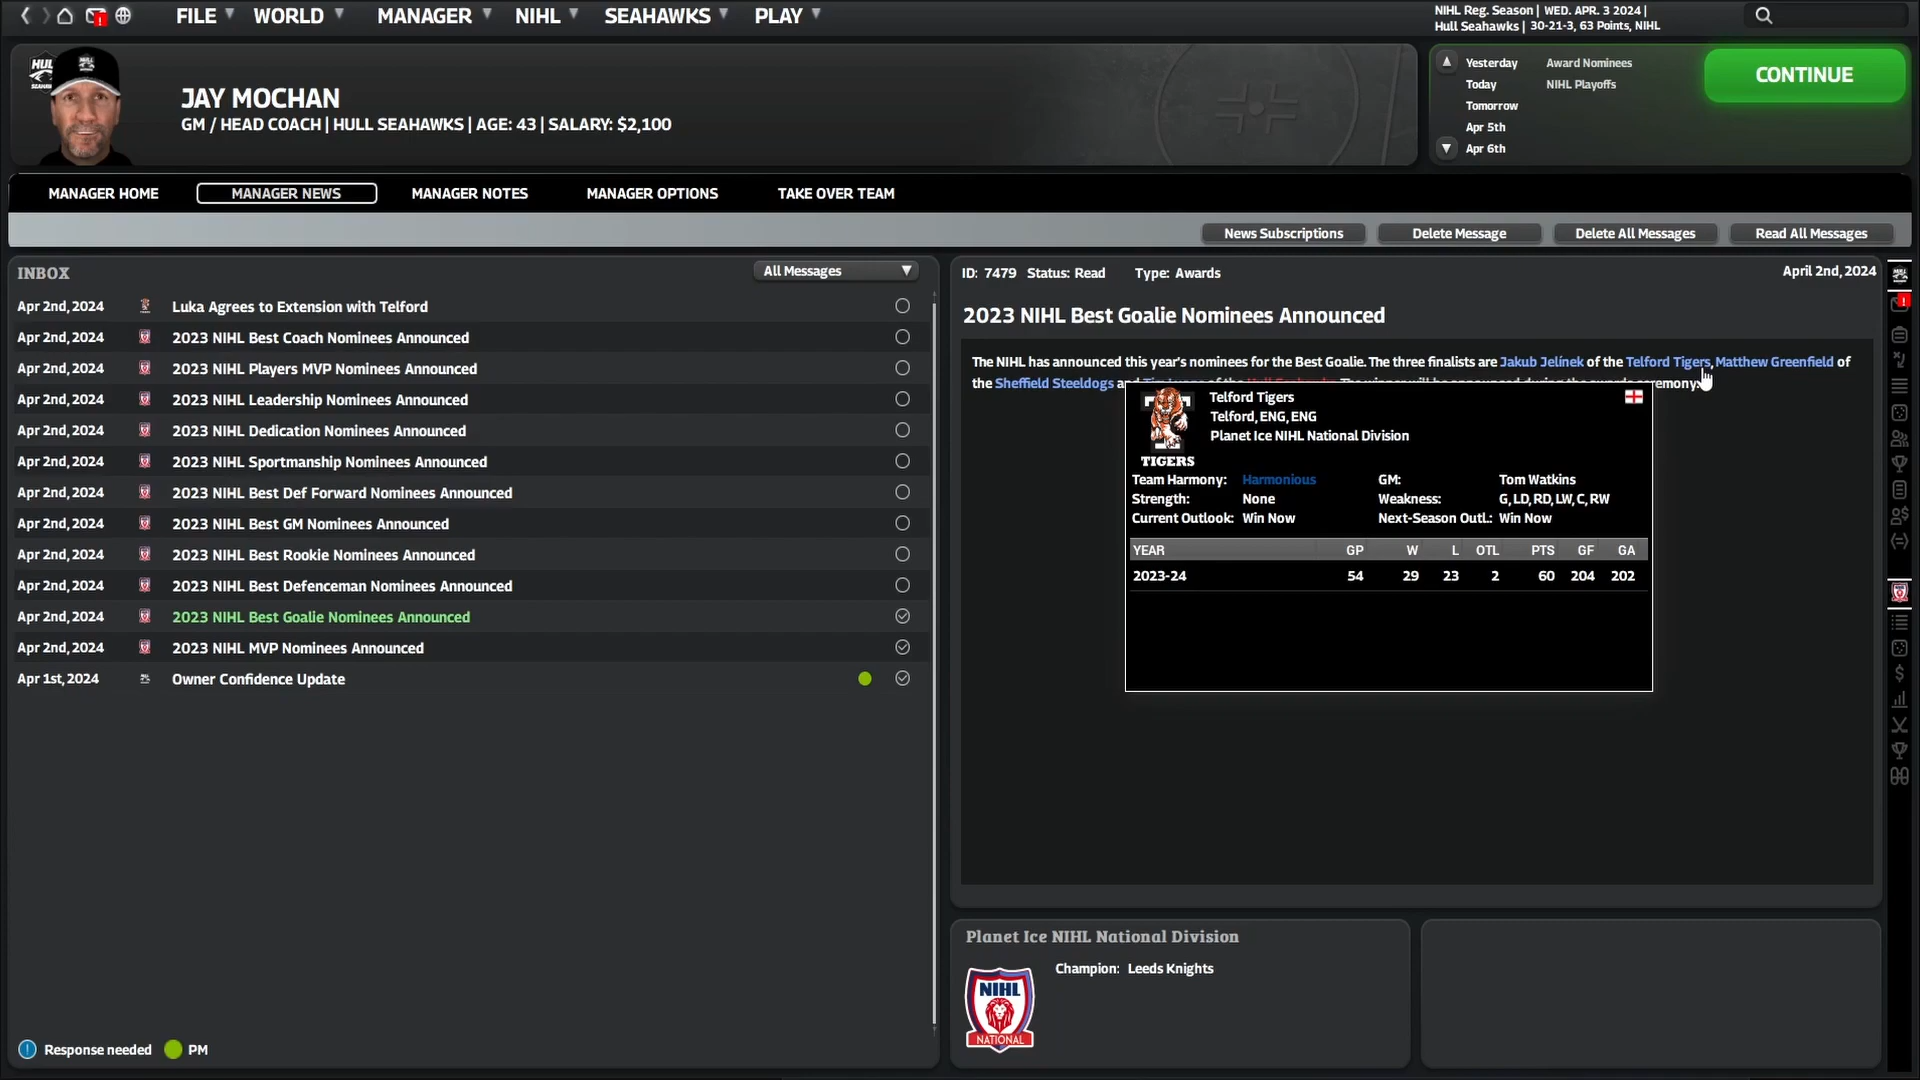 FILE WORLD MANAGER NIHL SEAHAWKS PLAY
NIHL Reg. Season | WED. APR. 3 2024 |
Hull Seahawks | 30-21-3, 63 Points, NIHL
JAY MOCHAN
GM / HEAD COACH | HULL SEAHAWKS | AGE: 43 | SALARY: $2,100
Yesterday Award Nominees
Today NIHL Playoffs
Tomorrow
Apr 5th
Apr 6th
CONTINUE
MANAGER HOME MANAGER NEWS MANAGER NOTES MANAGER OPTIONS TAKE OVER TEAM
News Subscriptions Delete Message Delete All Messages Read All Messages
INBOX All Messages
Apr 2nd, 2024 Luka Agrees to Extension with Telford
Apr 2nd, 2024 2023 NIHL Best Coach Nominees Announced
Apr 2nd, 2024 2023 NIHL Players MVP Nominees Announced
Apr 2nd, 2024 2023 NIHL Leadership Nominees Announced
Apr 2nd, 2024 2023 NIHL Dedication Nominees Announced
Apr 2nd, 2024 2023 NIHL Sportmanship Nominees Announced
Apr 2nd, 2024 2023 NIHL Best Def Forward Nominees Announced
Apr 2nd, 2024 2023 NIHL Best GM Nominees Announced
Apr 2nd, 2024 2023 NIHL Best Rookie Nominees Announced
Apr 2nd, 2024 2023 NIHL Best Defenceman Nominees Announced
Apr 2nd, 2024 2023 NIHL Best Goalie Nominees Announced
Apr 2nd, 2024 2023 NIHL MVP Nominees Announced
Apr 1st, 2024 Owner Confidence Update
Response needed PM
ID: 7479 Status: Read Type: Awards April 2nd, 2024
2023 NIHL Best Goalie Nominees Announced
The NIHL has announced this year's nominees for the Best Goalie. The three finalists are Jakub Jelínek of the Telford Tigers, Matthew Greenfield of
the Sheffield Steeldogs and of the Hull Seahawks. The winner will be announced during the awards ceremony.
TIGERS
Telford Tigers
Telford, ENG, ENG
Planet Ice NIHL National Division
Team Harmony: Harmonious GM: Tom Watkins
Strength: None Weakness: G, LD, RD, LW, C, RW
Current Outlook: Win Now Next-Season Outl.: Win Now
YEAR GP W L OTL PTS GF GA
2023-24 54 29 23 2 60 204 202
Planet Ice NIHL National Division
Champion: Leeds Knights
NIHL
NATIONAL